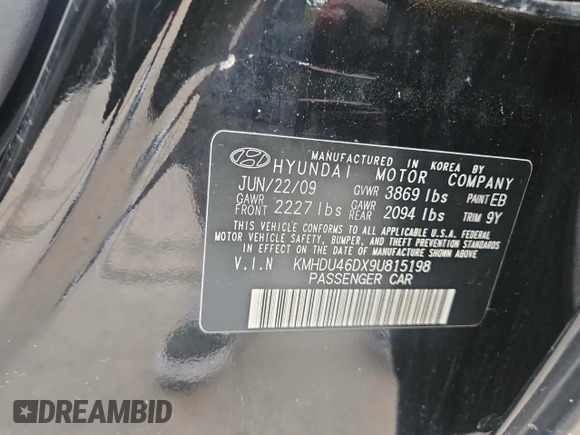 MANUFACTURED IN KOREA BY
HYUNDAI MOTOR COMPANY
JUN/22/09 GVWR 3869 lbs PAINT EB
GAWR FRONT 2227 lbs GAWR REAR 2094 lbs TRIM 9Y
THIS VEHICLE CONFORMS TO ALL APPLICABLE U.S.A. FEDERAL
MOTOR VEHICLE SAFETY, BUMPER, AND THEFT PREVENTION STANDARDS
IN EFFECT ON THE DATE OF MANUFACTURE SHOWN ABOVE.
V.I.N KMHDU46DX9U815198
PASSENGER CAR
DREAMBID